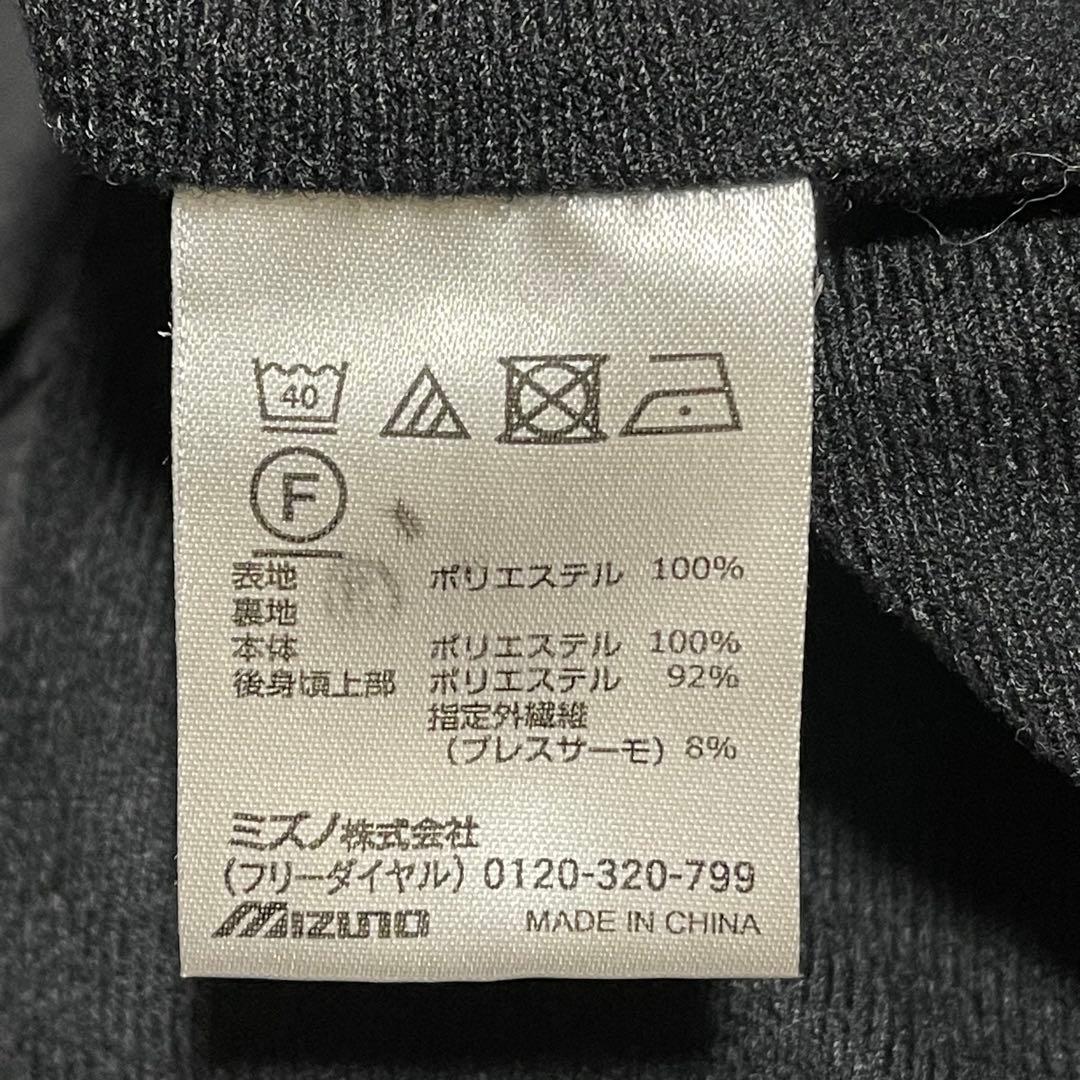 40
F
表地 ポリエステル 100%
裏地
本体 ポリエステル 100%
後身頃上部 ポリエステル 92%
指定外繊維
(ブレスサーモ) 8%
ミズノ株式会社
(フリーダイヤル) 0120-320-799
Mizuno MADE IN CHINA